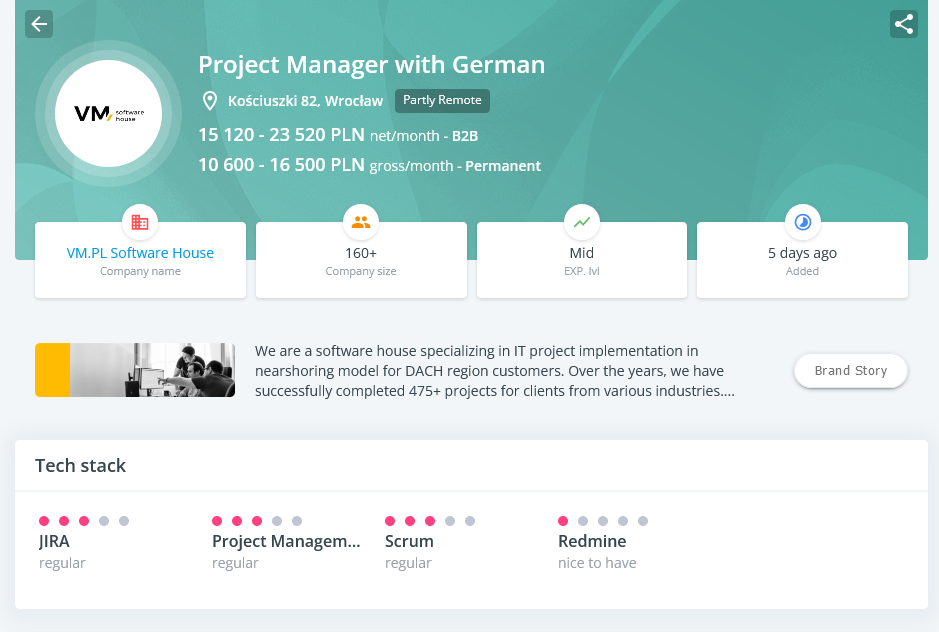 Project Manager with German
VM software
house
Kościuszki 82, Wrocław Partly Remote
15 120 - 23 520 PLN net/month - B2B
10 600 - 16 500 PLN gross/month - Permanent
VM.PL Software House
Company name
160+
Company size
Mid
EXP. lvl
5 days ago
Added
We are a software house specializing in IT project implementation in
nearshoring model for DACH region customers. Over the years, we have
successfully completed 475+ projects for clients from various industries....
Brand Story
Tech stack
JIRA
regular
Project Managem...
regular
Scrum
regular
Redmine
nice to have